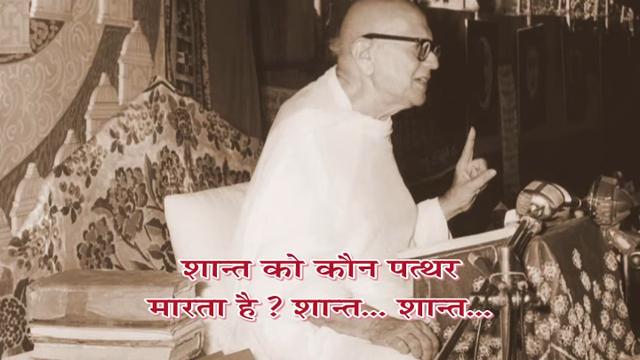 शान्त को कौन पत्थर
मारता है ? शान्त... शान्त...